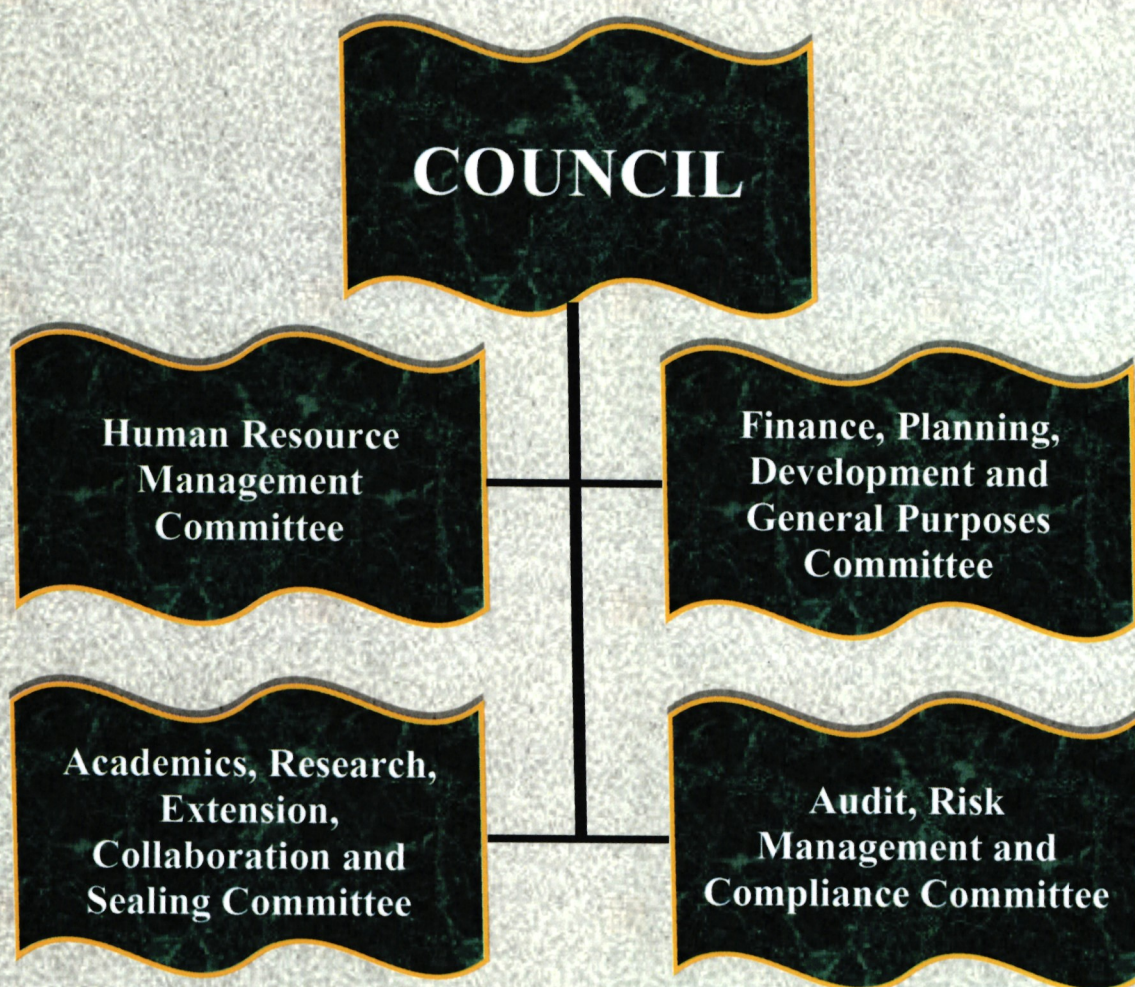 COUNCIL
Human Resource
Management
Committee
Finance, Planning,
Development and
General Purposes
Committee
Academics, Research,
Extension,
Collaboration and
Sealing Committee
Audit, Risk
Management and
Compliance Committee